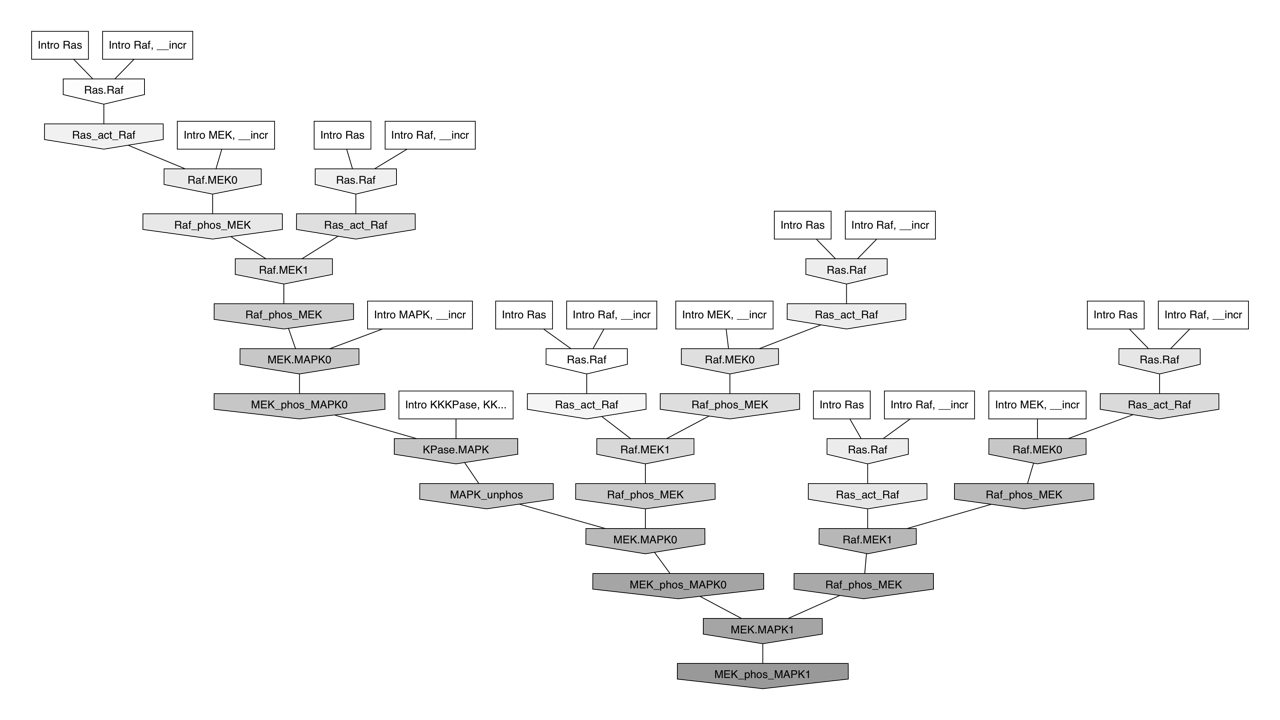 Intro Ras
Intro Raf, __incr
Ras.Raf
Ras_act_Raf
Intro MEK, __incr
Intro Ras
Intro Raf, __incr
Raf.MEK0
Ras.Raf
Raf_phos_MEK
Ras_act_Raf
Intro Ras
Intro Raf, __incr
Raf.MEK1
Ras.Raf
Raf_phos_MEK
Intro MAPK, __incr
Intro Ras
Intro Raf, __incr
Intro MEK, __incr
Ras_act_Raf
Intro Ras
Intro Raf, __incr
MEK.MAPK0
Ras.Raf
Raf.MEK0
Ras.Raf
MEK_phos_MAPK0
Intro KKKPase, KK...
Ras_act_Raf
Raf_phos_MEK
Intro Ras
Intro Raf, __incr
Intro MEK, __incr
Ras_act_Raf
KPase.MAPK
Raf.MEK1
Ras.Raf
Raf.MEK0
MAPK_unphos
Raf_phos_MEK
Ras_act_Raf
Raf_phos_MEK
MEK.MAPK0
Raf.MEK1
MEK_phos_MAPK0
Raf_phos_MEK
MEK.MAPK1
MEK_phos_MAPK1